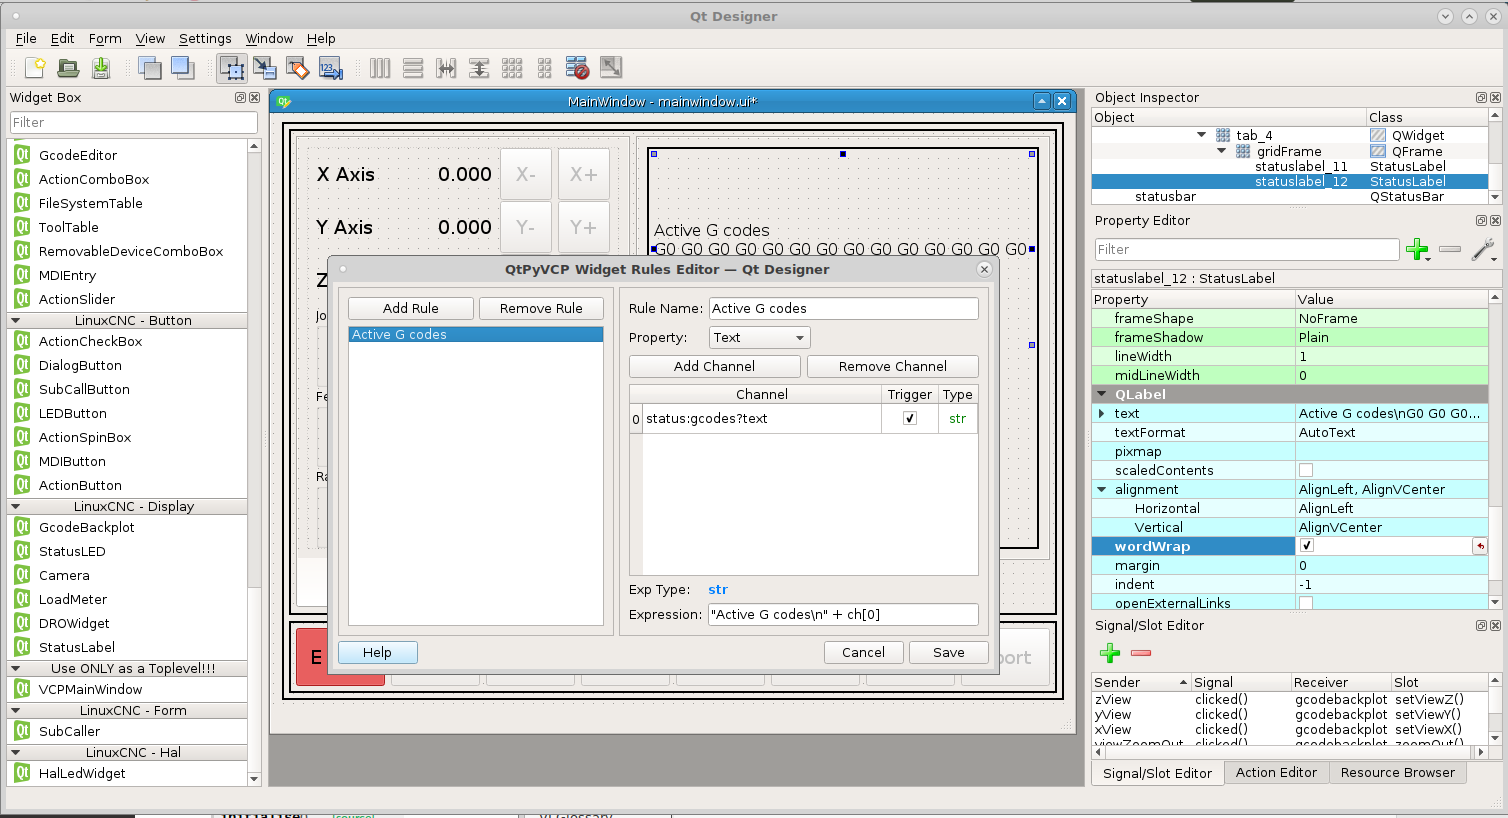 Qt Designer
File Edit Form View Settings Window Help
Widget Box
Filter
GcodeEditor
ActionComboBox
FileSystemTable
ToolTable
RemovableDeviceComboBox
MDIEntry
ActionSlider
LinuxCNC - Button
ActionCheckBox
DialogButton
SubCallButton
LEDButton
ActionSpinBox
MDIButton
ActionButton
LinuxCNC - Display
GcodeBackplot
StatusLED
Camera
LoadMeter
DROWidget
StatusLabel
Use ONLY as a Toplevel!!!
VCPMainWindow
LinuxCNC - Form
SubCaller
LinuxCNC - Hal
HalLedWidget
MainWindow - mainwindow.ui*
X Axis 0.000 X- X+
Y Axis 0.000 Y- Y+
Z
Jo
Fe
Ra
E
port
Active G codes
G0 G0 G0 G0 G0 G0 G0 G0 G0 G0 G0 G0 G0 G0
QtPyVCP Widget Rules Editor — Qt Designer
Add Rule Remove Rule
Active G codes
Rule Name: Active G codes
Property: Text
Add Channel Remove Channel
Channel Trigger Type
0 status:gcodes?text str
Exp Type: str
Expression: "Active G codes\n" + ch[0]
Help Cancel Save
Object Inspector
Object Class
tab_4 QWidget
gridFrame QFrame
statuslabel_11 StatusLabel
statuslabel_12 StatusLabel
statusbar QStatusBar
Property Editor
Filter
statuslabel_12 : StatusLabel
Property Value
frameShape NoFrame
frameShadow Plain
lineWidth 1
midLineWidth 0
QLabel
text Active G codes\nG0 G0 G0...
textFormat AutoText
pixmap
scaledContents
alignment AlignLeft, AlignVCenter
Horizontal AlignLeft
Vertical AlignVCenter
wordWrap
margin 0
indent -1
openExternalLinks
Signal/Slot Editor
Sender Signal Receiver Slot
zView clicked() gcodebackplot setViewZ()
yView clicked() gcodebackplot setViewY()
xView clicked() gcodebackplot setViewX()
viewZoomOut clicked() gcodebackplot zoomOut()
Signal/Slot Editor Action Editor Resource Browser